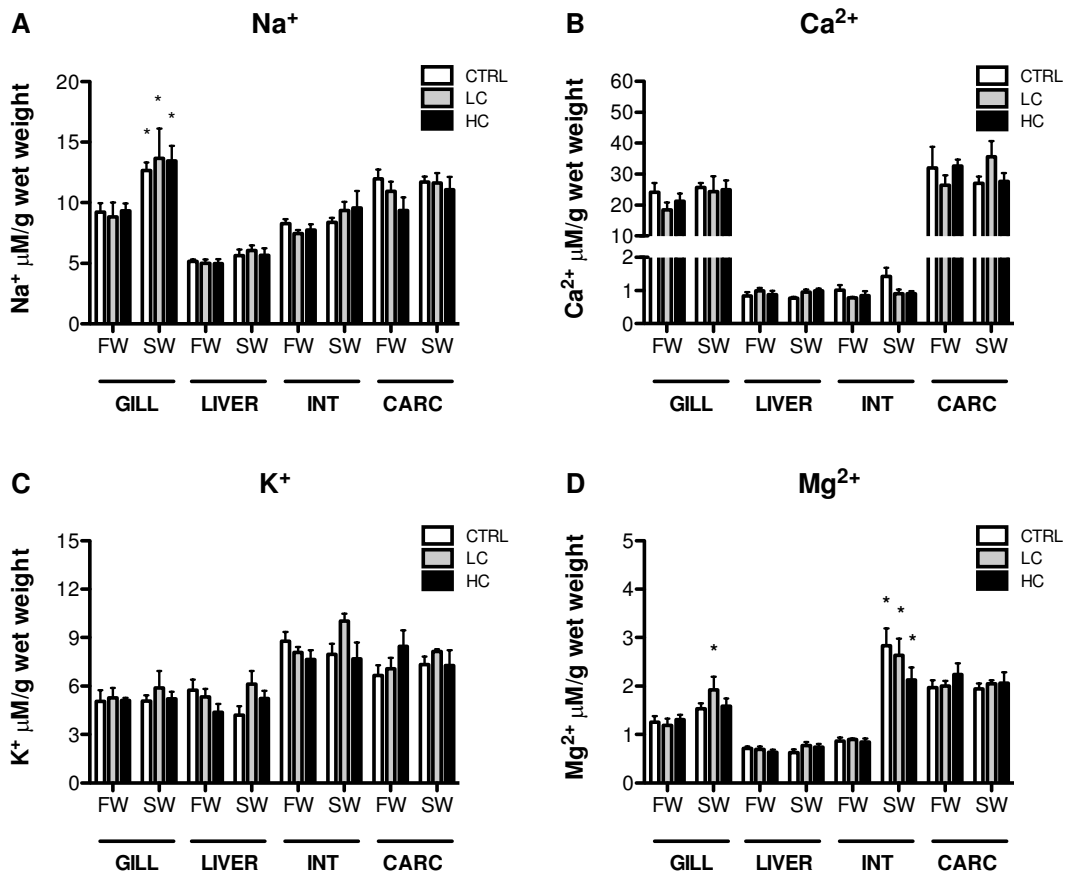 A
Na+
Na+ µM/g wet weight
20
15
10
5
0
* * *
CTRL
LC
HC
FW SW FW SW FW SW FW SW
GILL LIVER INT CARC
B
Ca2+
Ca2+ µM/g wet weight
60
50
40
30
20
10
2
1
0
CTRL
LC
HC
FW SW FW SW FW SW FW SW
GILL LIVER INT CARC
C
K+
K+ µM/g wet weight
15
12
9
6
3
0
CTRL
LC
HC
FW SW FW SW FW SW FW SW
GILL LIVER INT CARC
D
Mg2+
Mg2+ µM/g wet weight
5
4
3
2
1
0
* * * *
CTRL
LC
HC
FW SW FW SW FW SW FW SW
GILL LIVER INT CARC